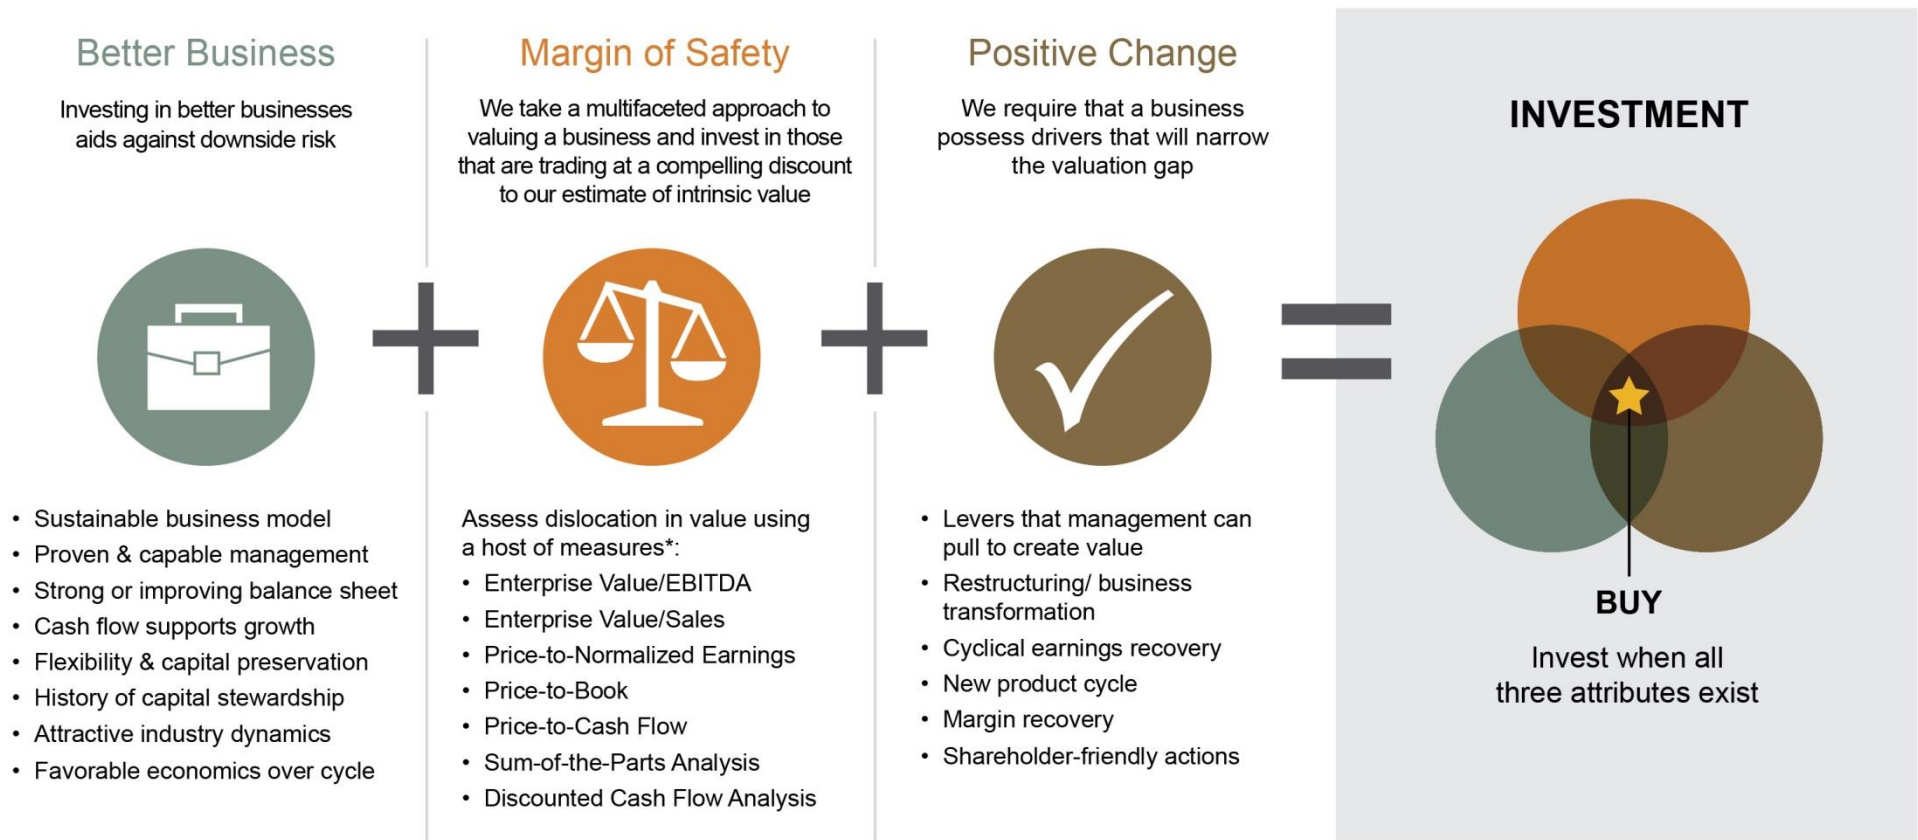 Better Business
Investing in better businesses
aids against downside risk
• Sustainable business model
• Proven & capable management
• Strong or improving balance sheet
• Cash flow supports growth
• Flexibility & capital preservation
• History of capital stewardship
• Attractive industry dynamics
• Favorable economics over cycle
Margin of Safety
We take a multifaceted approach to
valuing a business and invest in those
that are trading at a compelling discount
to our estimate of intrinsic value
Assess dislocation in value using
a host of measures*:
• Enterprise Value/EBITDA
• Enterprise Value/Sales
• Price-to-Normalized Earnings
• Price-to-Book
• Price-to-Cash Flow
• Sum-of-the-Parts Analysis
• Discounted Cash Flow Analysis
Positive Change
We require that a business
possess drivers that will narrow
the valuation gap
• Levers that management can
pull to create value
• Restructuring/ business
transformation
• Cyclical earnings recovery
• New product cycle
• Margin recovery
• Shareholder-friendly actions
INVESTMENT
BUY
Invest when all
three attributes exist